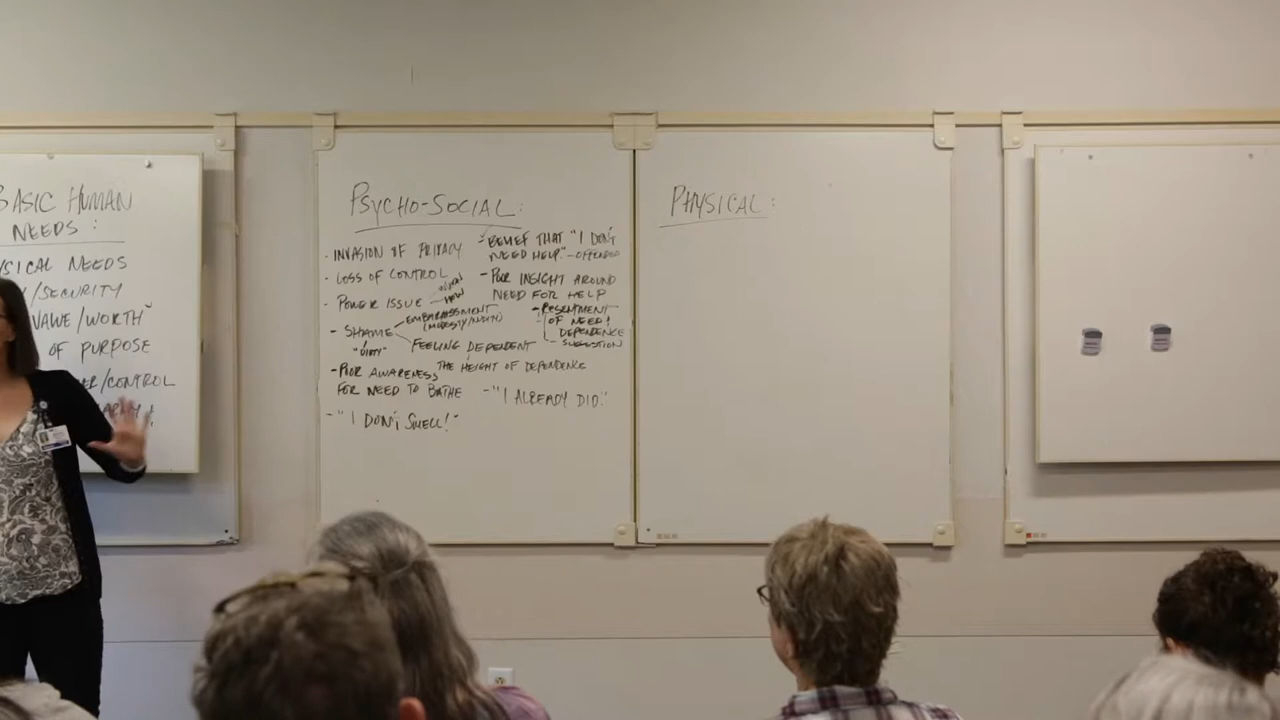 BASIC HUMAN
NEEDS:
SICAL NEEDS
/SECURITY
VALUE/WORTH
OF PURPOSE
ER/CONTROL
PSYCHO-SOCIAL:
- INVASION OF PRIVACY
- LOSS OF CONTROL
- POWER ISSUE
WHEN
HOW
- SHAME
EMBARRASSMENT
"DIRTY"
FEELING DEPENDENT
THE HEIGHT OF DEPENDENCE
- POOR AWARENESS
FOR NEED TO BATHE
- "I DON'T SMELL!"
- BELIEF THAT "I DON'T
NEED HELP." - OFFENDED
- POOR INSIGHT AROUND
NEED FOR HELP
- RESENTMENT
OF NEED/
DEPENDENCE
SUGGESTION
- "I ALREADY DID."
PHYSICAL: